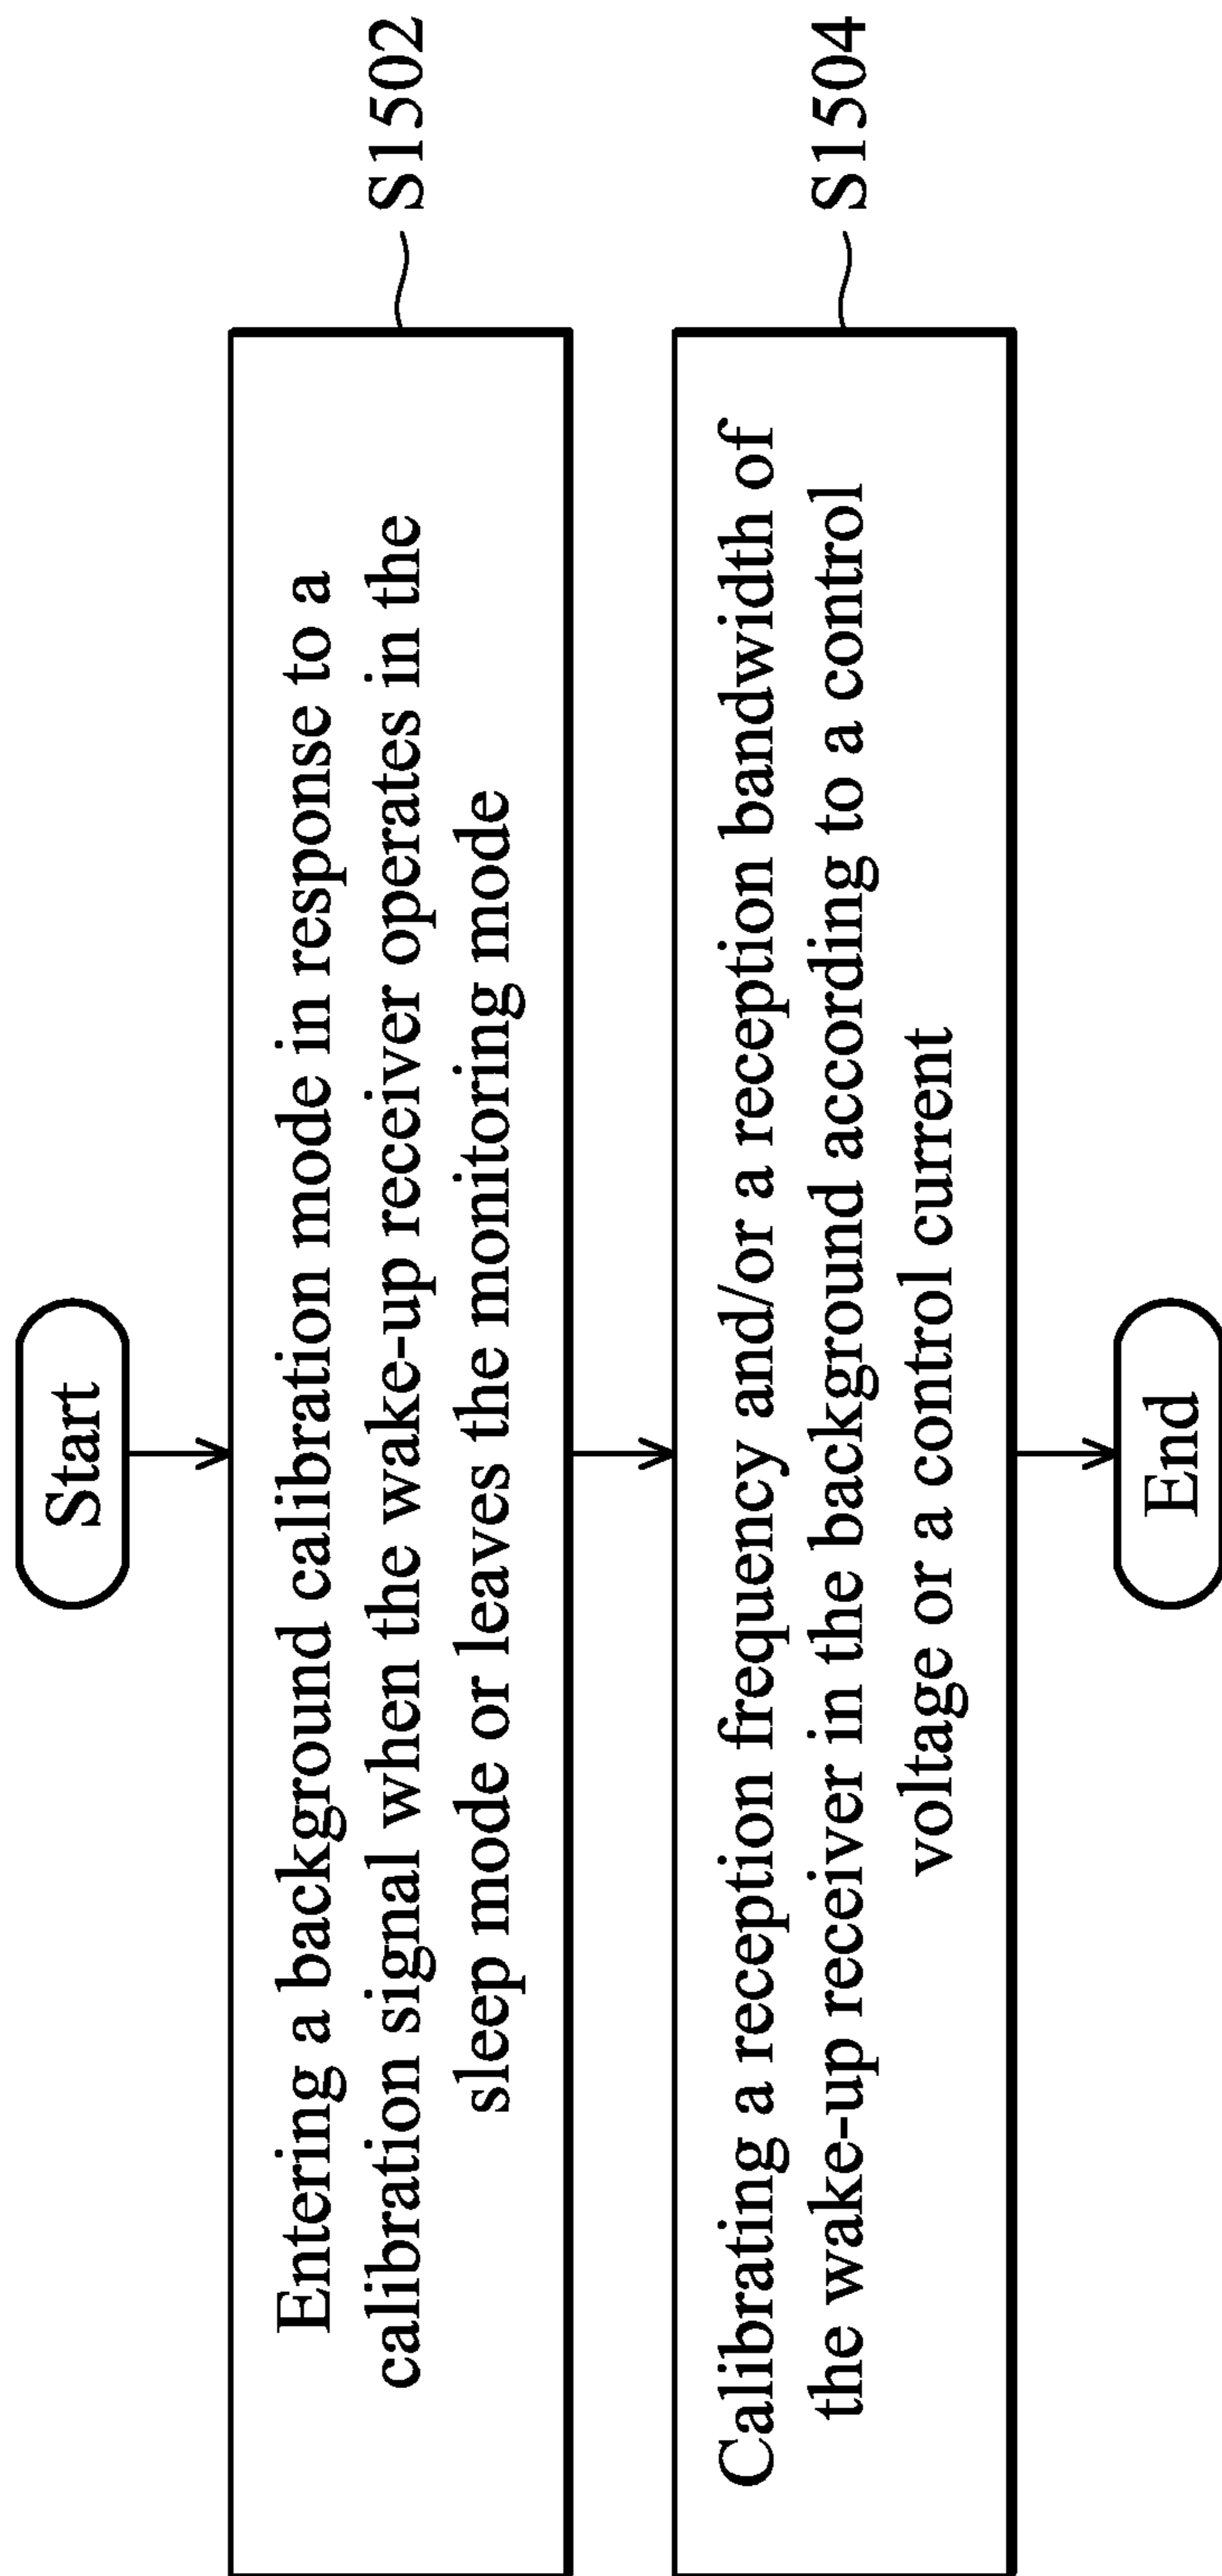 Start
Entering a background calibration mode in response to a
calibration signal when the wake-up receiver operates in the
sleep mode or leaves the monitoring mode
S1502
Calibrating a reception frequency and/or a reception bandwidth of
the wake-up receiver in the background according to a control
voltage or a control current
S1504
End